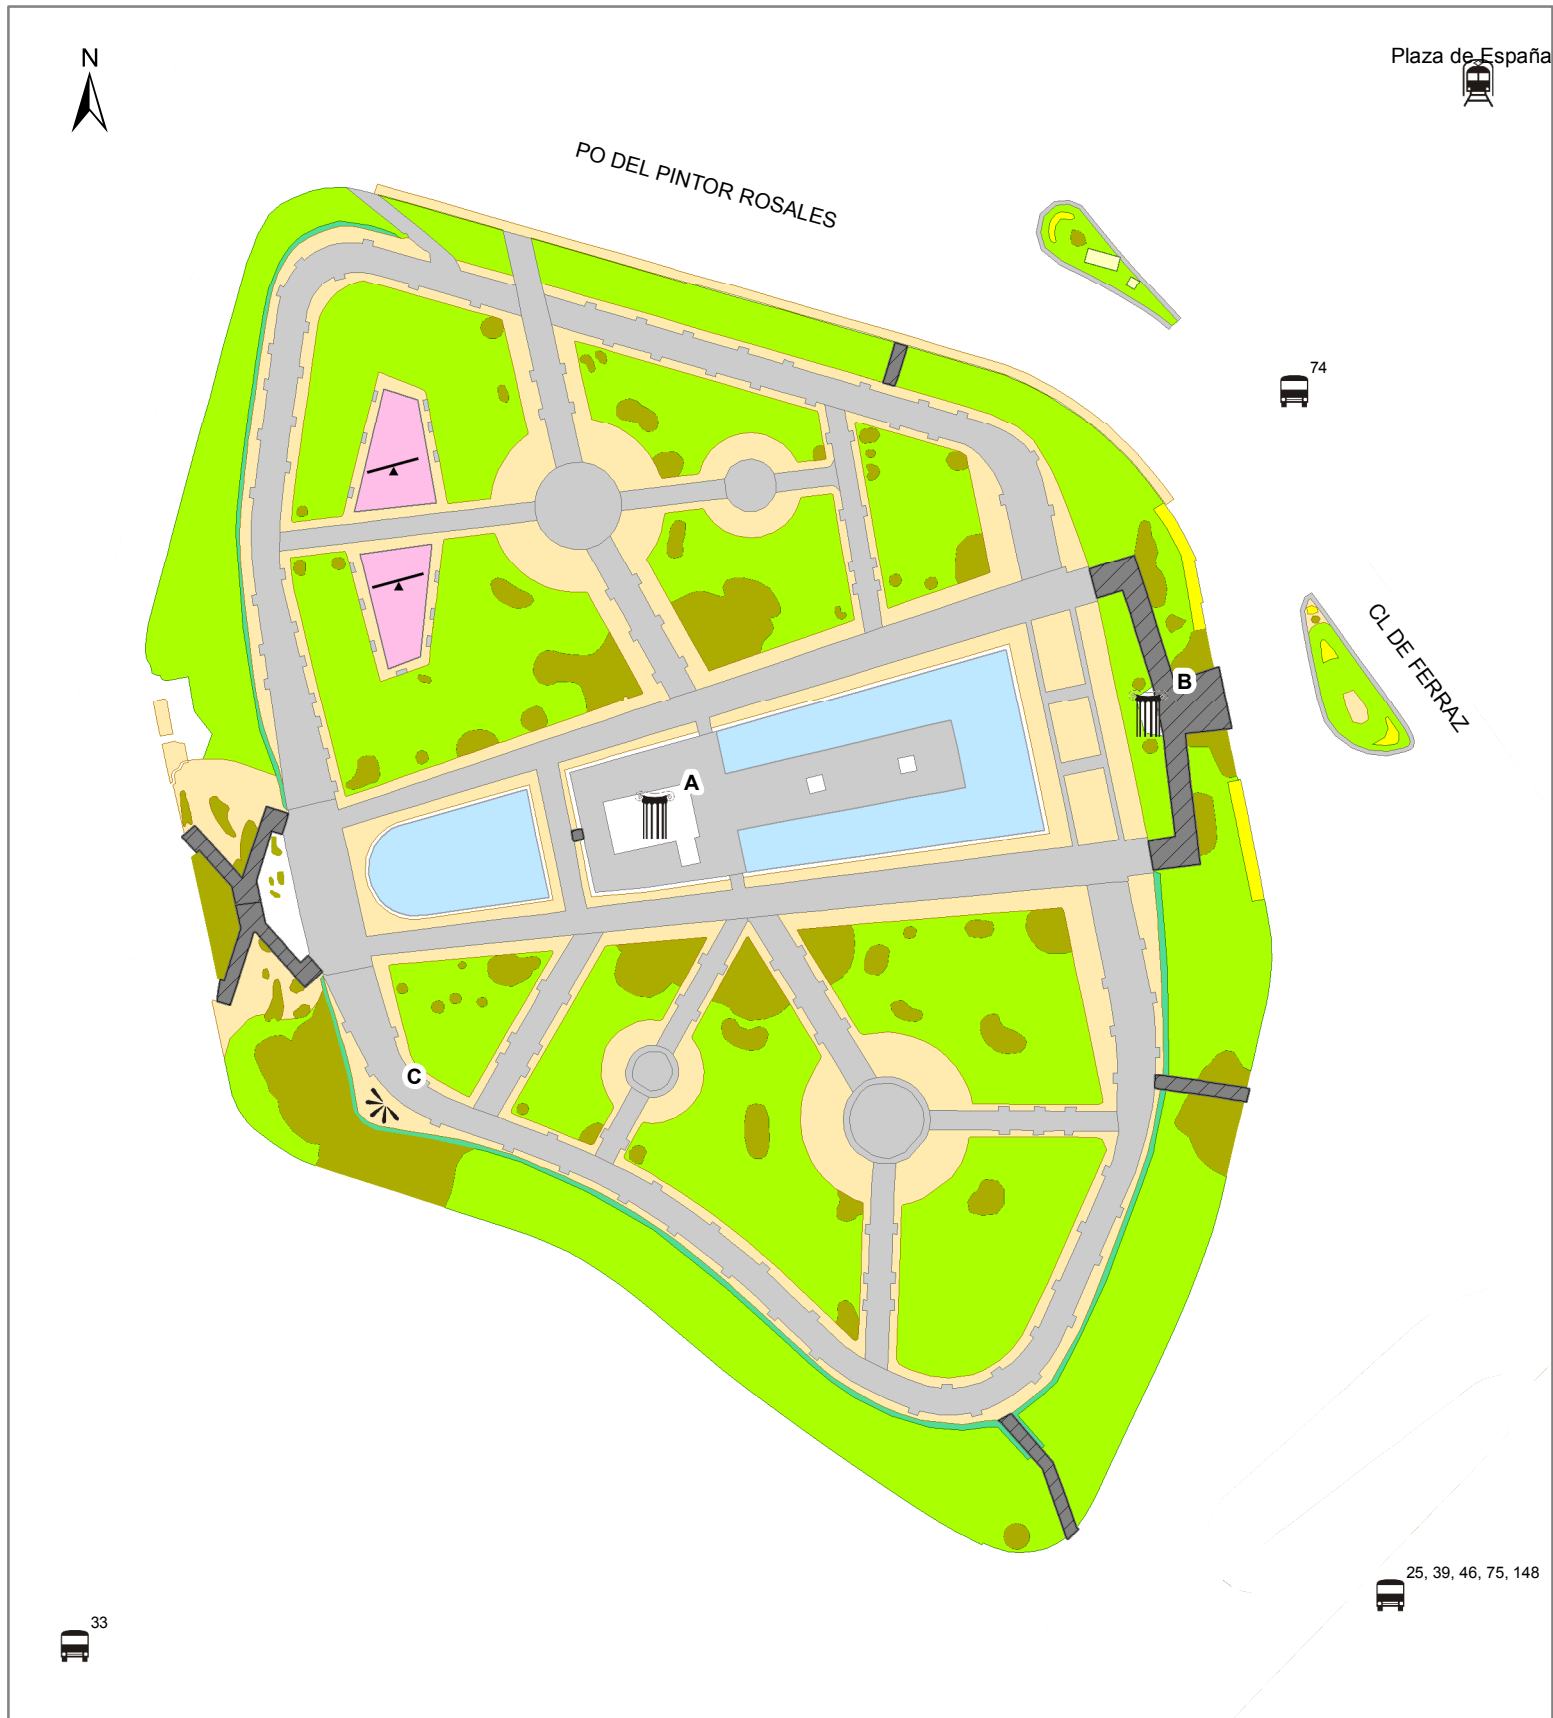 N
Plaza de España
PO DEL PINTOR ROSALES
74
CL DE FERRAZ
B
A
C
25, 39, 46, 75, 148
33